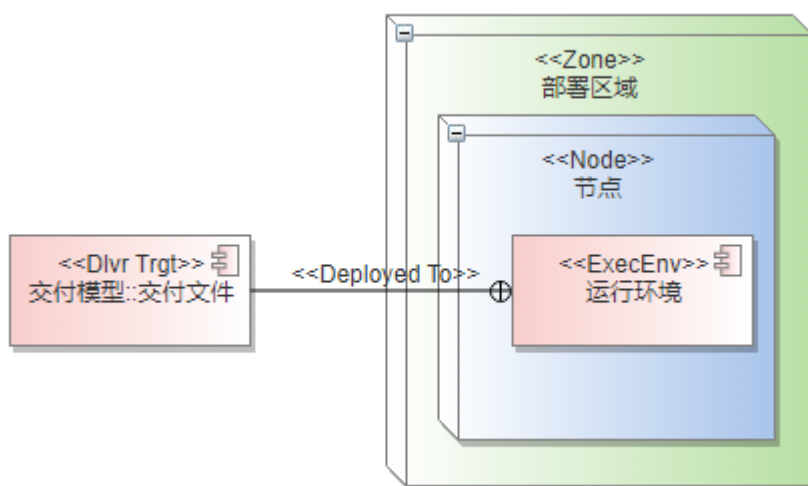 <<Zone>>
部署区域
<<Node>>
节点
<<Dlvr Trgt>>
交付模型::交付文件
<<Deployed To>>
<<ExecEnv>>
运行环境